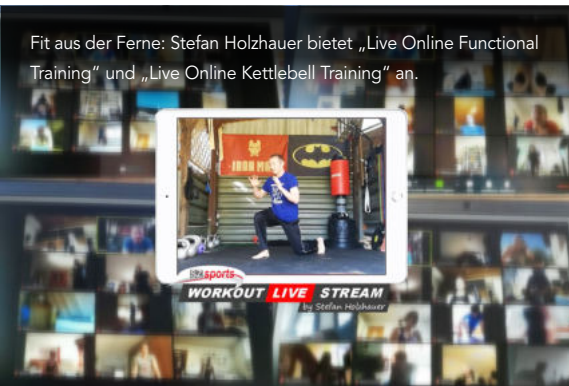 Fit aus der Ferne: Stefan Holzhauer bietet „Live Online Functional
Training“ und „Live Online Kettlebell Training“ an.
IRON MAN
sports
WORKOUT LIVE STREAM
by Stefan Holzhauer